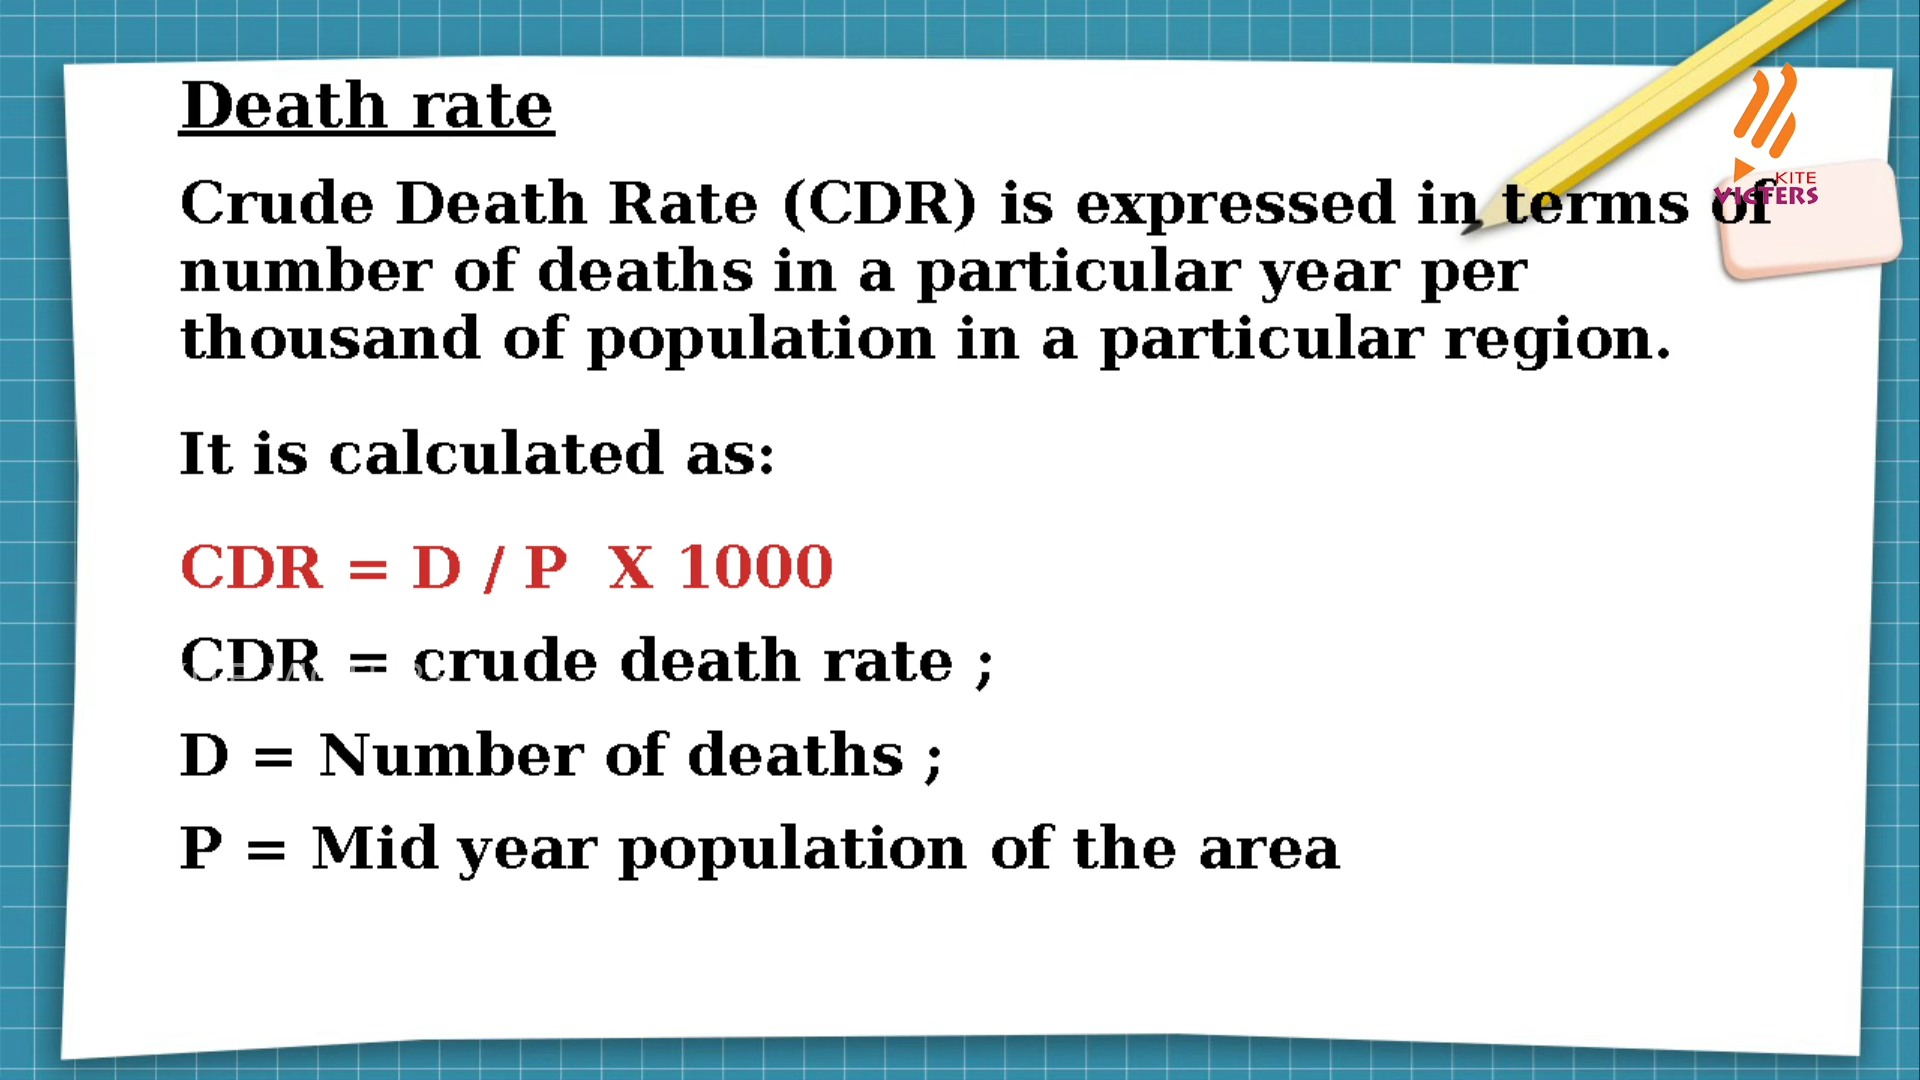 Death rate
KITE
VICTERS
Crude Death Rate (CDR) is expressed in terms of
number of deaths in a particular year per
thousand of population in a particular region.
It is calculated as:
CDR = D / P X 1000
CDR = crude death rate ;
D = Number of deaths ;
P = Mid year population of the area